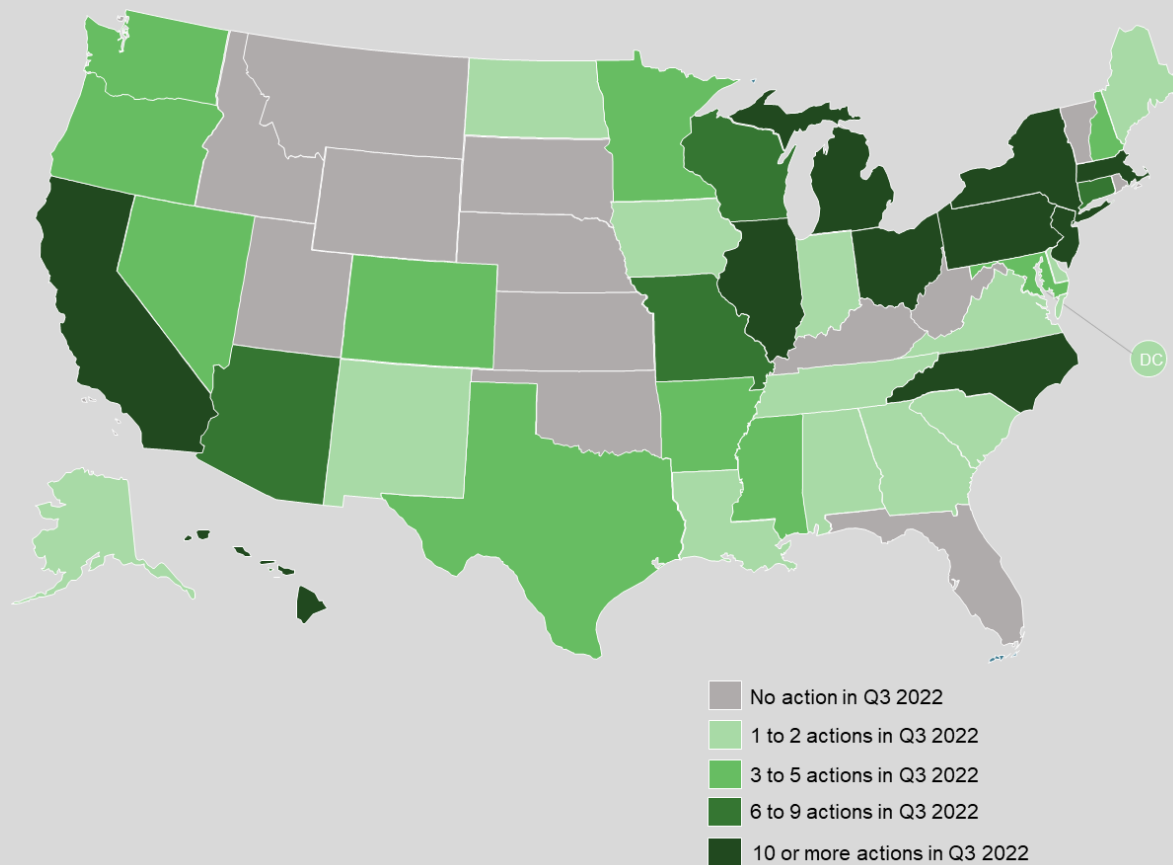 DC
No action in Q3 2022
1 to 2 actions in Q3 2022
3 to 5 actions in Q3 2022
6 to 9 actions in Q3 2022
10 or more actions in Q3 2022